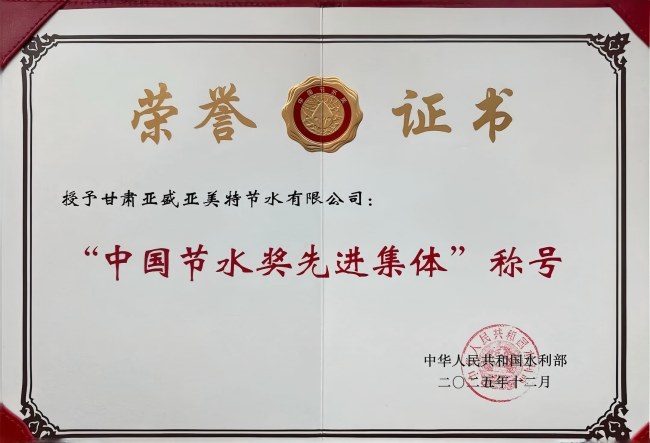 荣誉证书
授予甘肃亚盛亚美特节水有限公司：
“中国节水奖先进集体”称号
中华人民共和国水利部
二〇二五年十二月